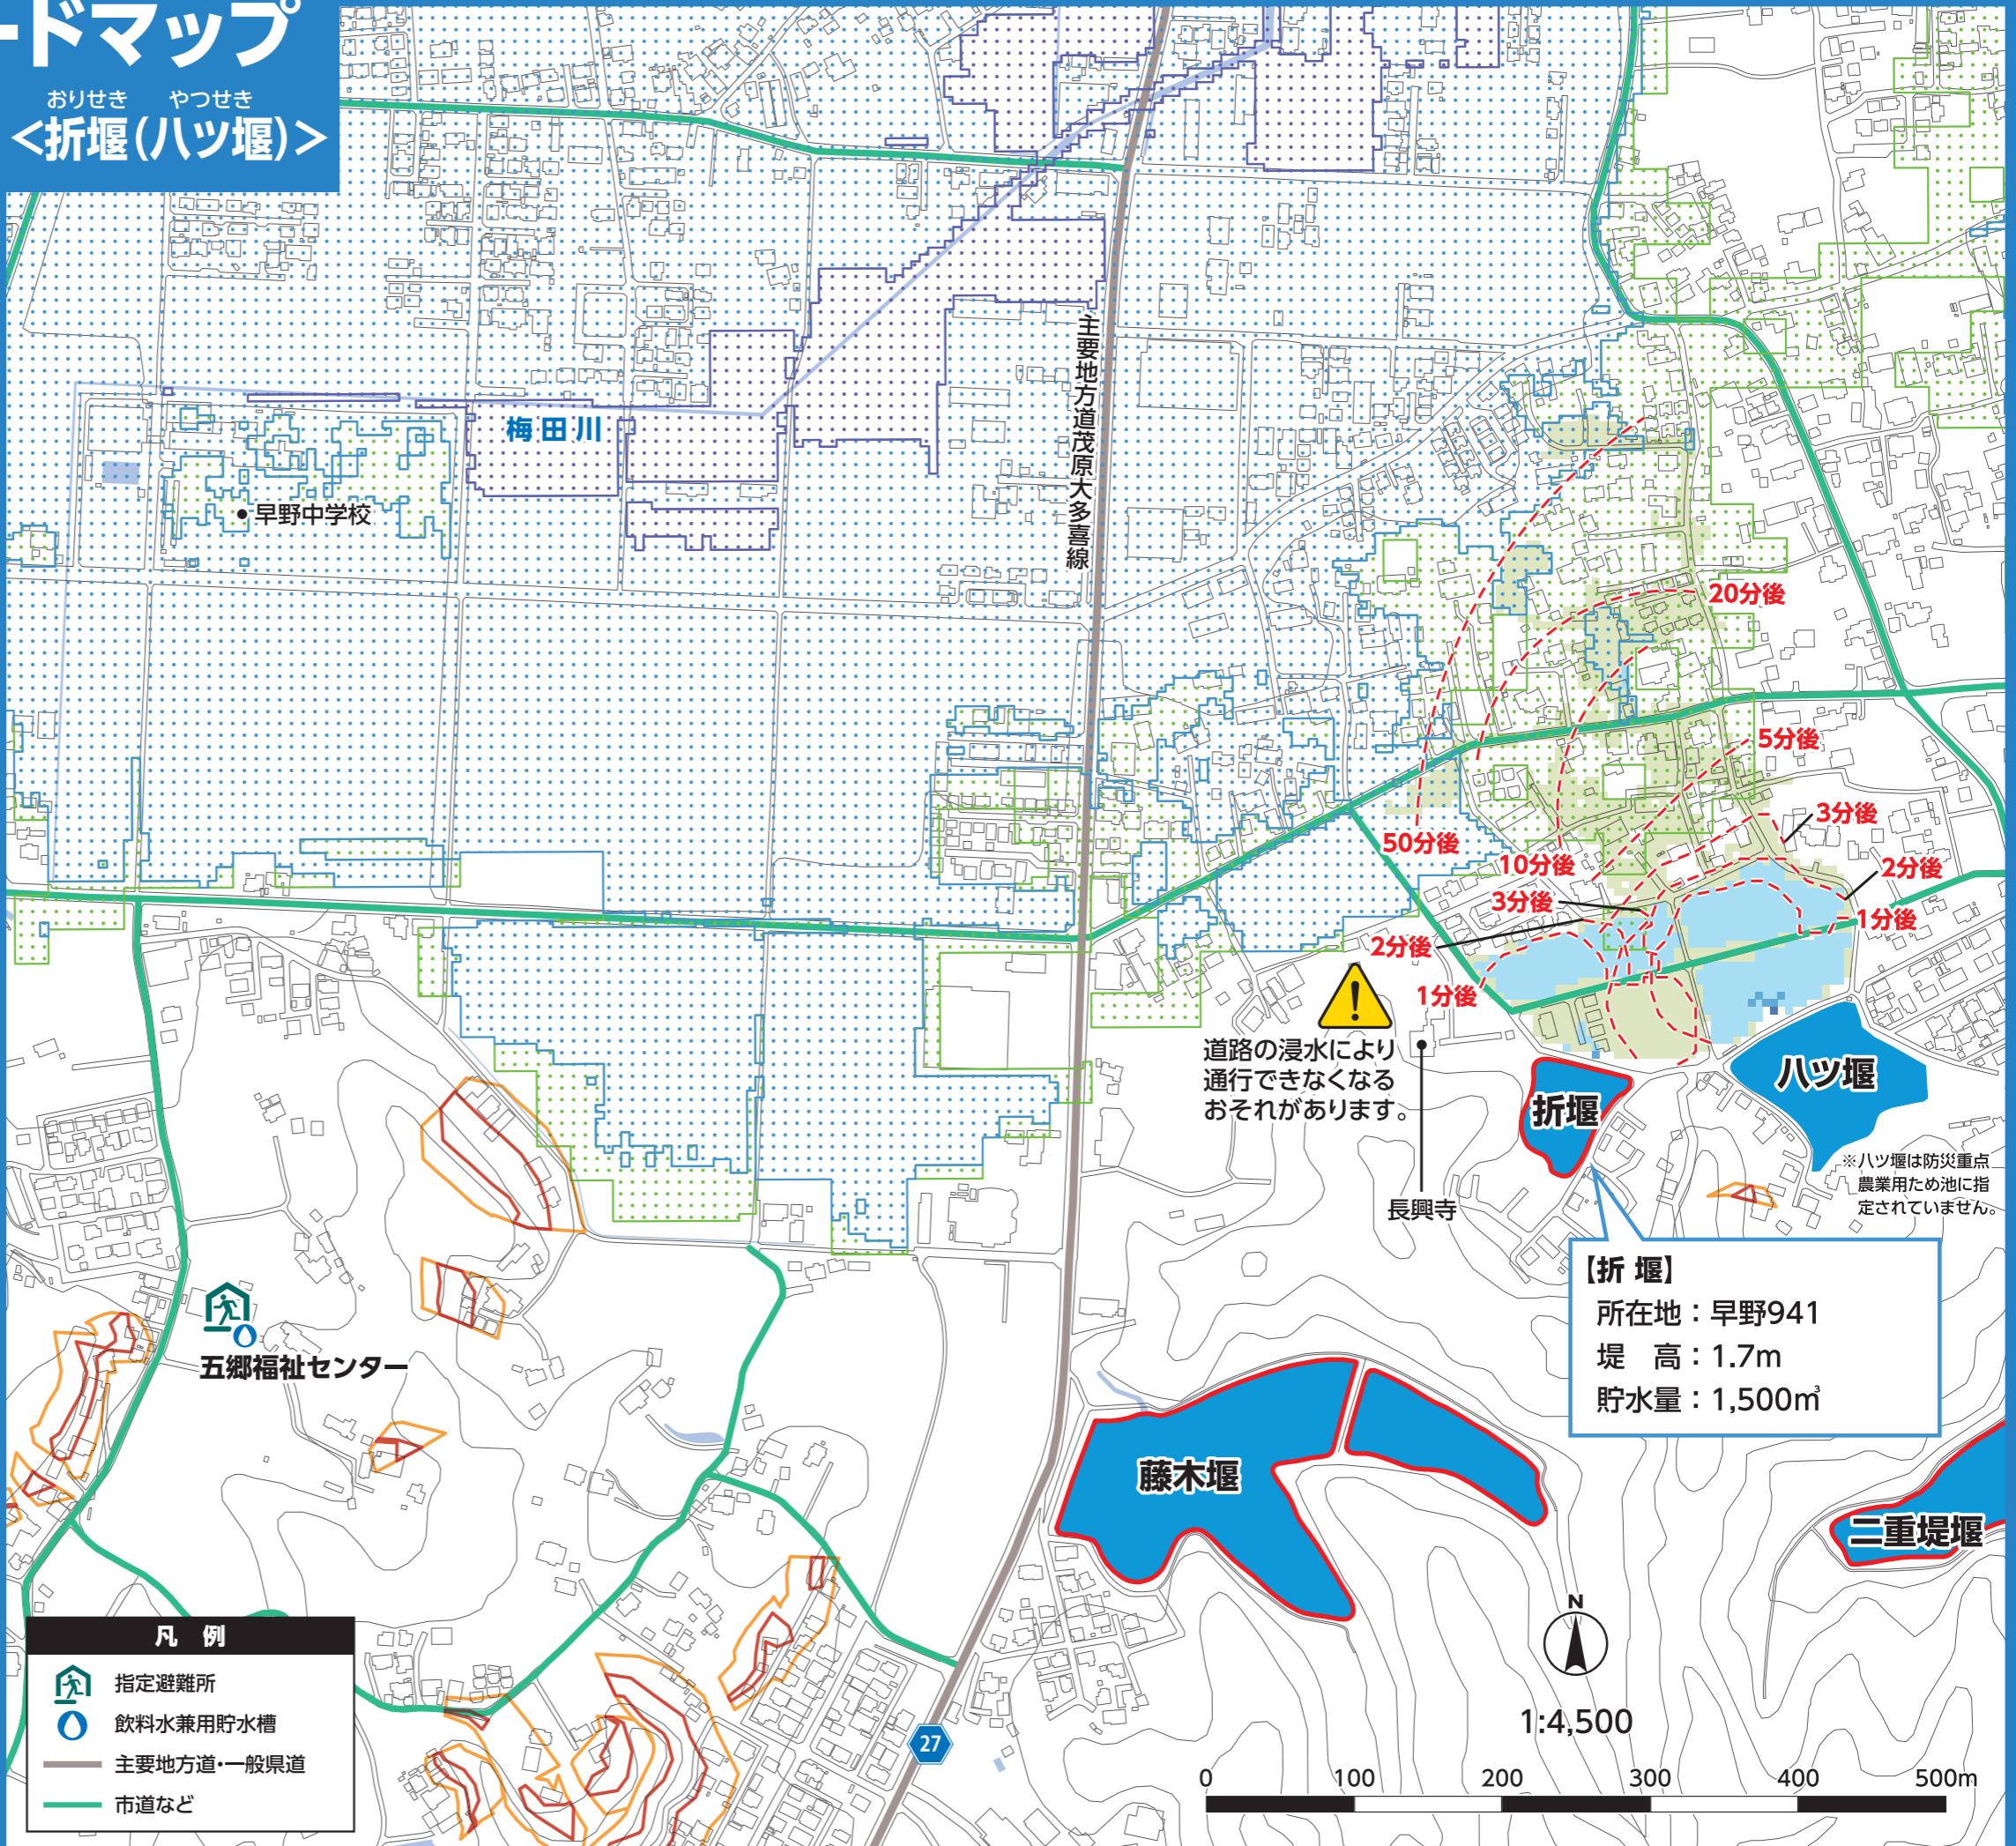 ードマップ
おりせき やつせき
<折堰(八ツ堰)>
主要地方道茂原大多喜線
梅田川
早野中学校
20分後
5分後
3分後
50分後
10分後
2分後
3分後
1分後
2分後
1分後
道路の浸水により
通行できなくなる
おそれがあります。
八ツ堰
折堰
※八ツ堰は防災重点
農業用ため池に指
定されていません。
長興寺
【折 堰】
所在地：早野941
堤 高：1.7m
貯水量：1,500㎥
五郷福祉センター
藤木堰
二重堤堰
凡 例
指定避難所
飲料水兼用貯水槽
主要地方道・一般県道
市道など
27
N
1:4,500
0 100 200 300 400 500m